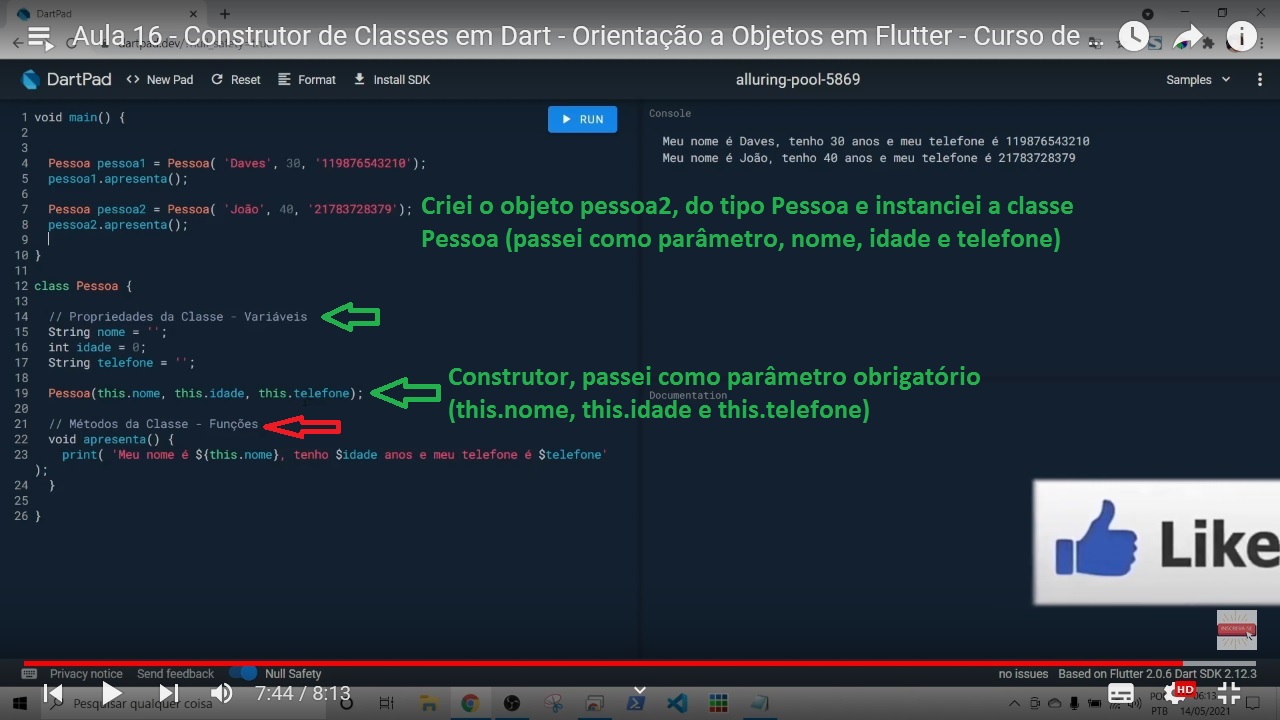 DartPad
Aula 16 - Construtor de Classes em Dart - Orientação a Objetos em Flutter - Curso de
DartPad
<> New Pad
Reset
Format
Install SDK
alluring-pool-5869
Samples
1 void main() {
2
3
4 Pessoa pessoa1 = Pessoa( 'Daves', 30, '119876543210');
5 pessoa1.apresenta();
6
7 Pessoa pessoa2 = Pessoa( 'João', 40, '21783728379');
8 pessoa2.apresenta();
9
10 }
11
12 class Pessoa {
13
14 // Propriedades da Classe - Variáveis
15 String nome = '';
16 int idade = 0;
17 String telefone = '';
18
19 Pessoa(this.nome, this.idade, this.telefone);
20
21 // Métodos da Classe - Funções
22 void apresenta() {
23 print( 'Meu nome é ${this.nome}, tenho $idade anos e meu telefone é $telefone'
);
24 }
25
26 }
RUN
Console
Meu nome é Daves, tenho 30 anos e meu telefone é 119876543210
Meu nome é João, tenho 40 anos e meu telefone é 21783728379
Criei o objeto pessoa2, do tipo Pessoa e instanciei a classe
Pessoa (passei como parâmetro, nome, idade e telefone)
Construtor, passei como parâmetro obrigatório
(this.nome, this.idade e this.telefone)
Documentation
Like
INSCREVA-SE
Privacy notice
Send feedback
Null Safety
no issues
Based on Flutter 2.0.6 Dart SDK 2.12.3
7:44 / 8:13
Pesquisar qualquer coisa
HD
PTB
06:13
14/05/2021